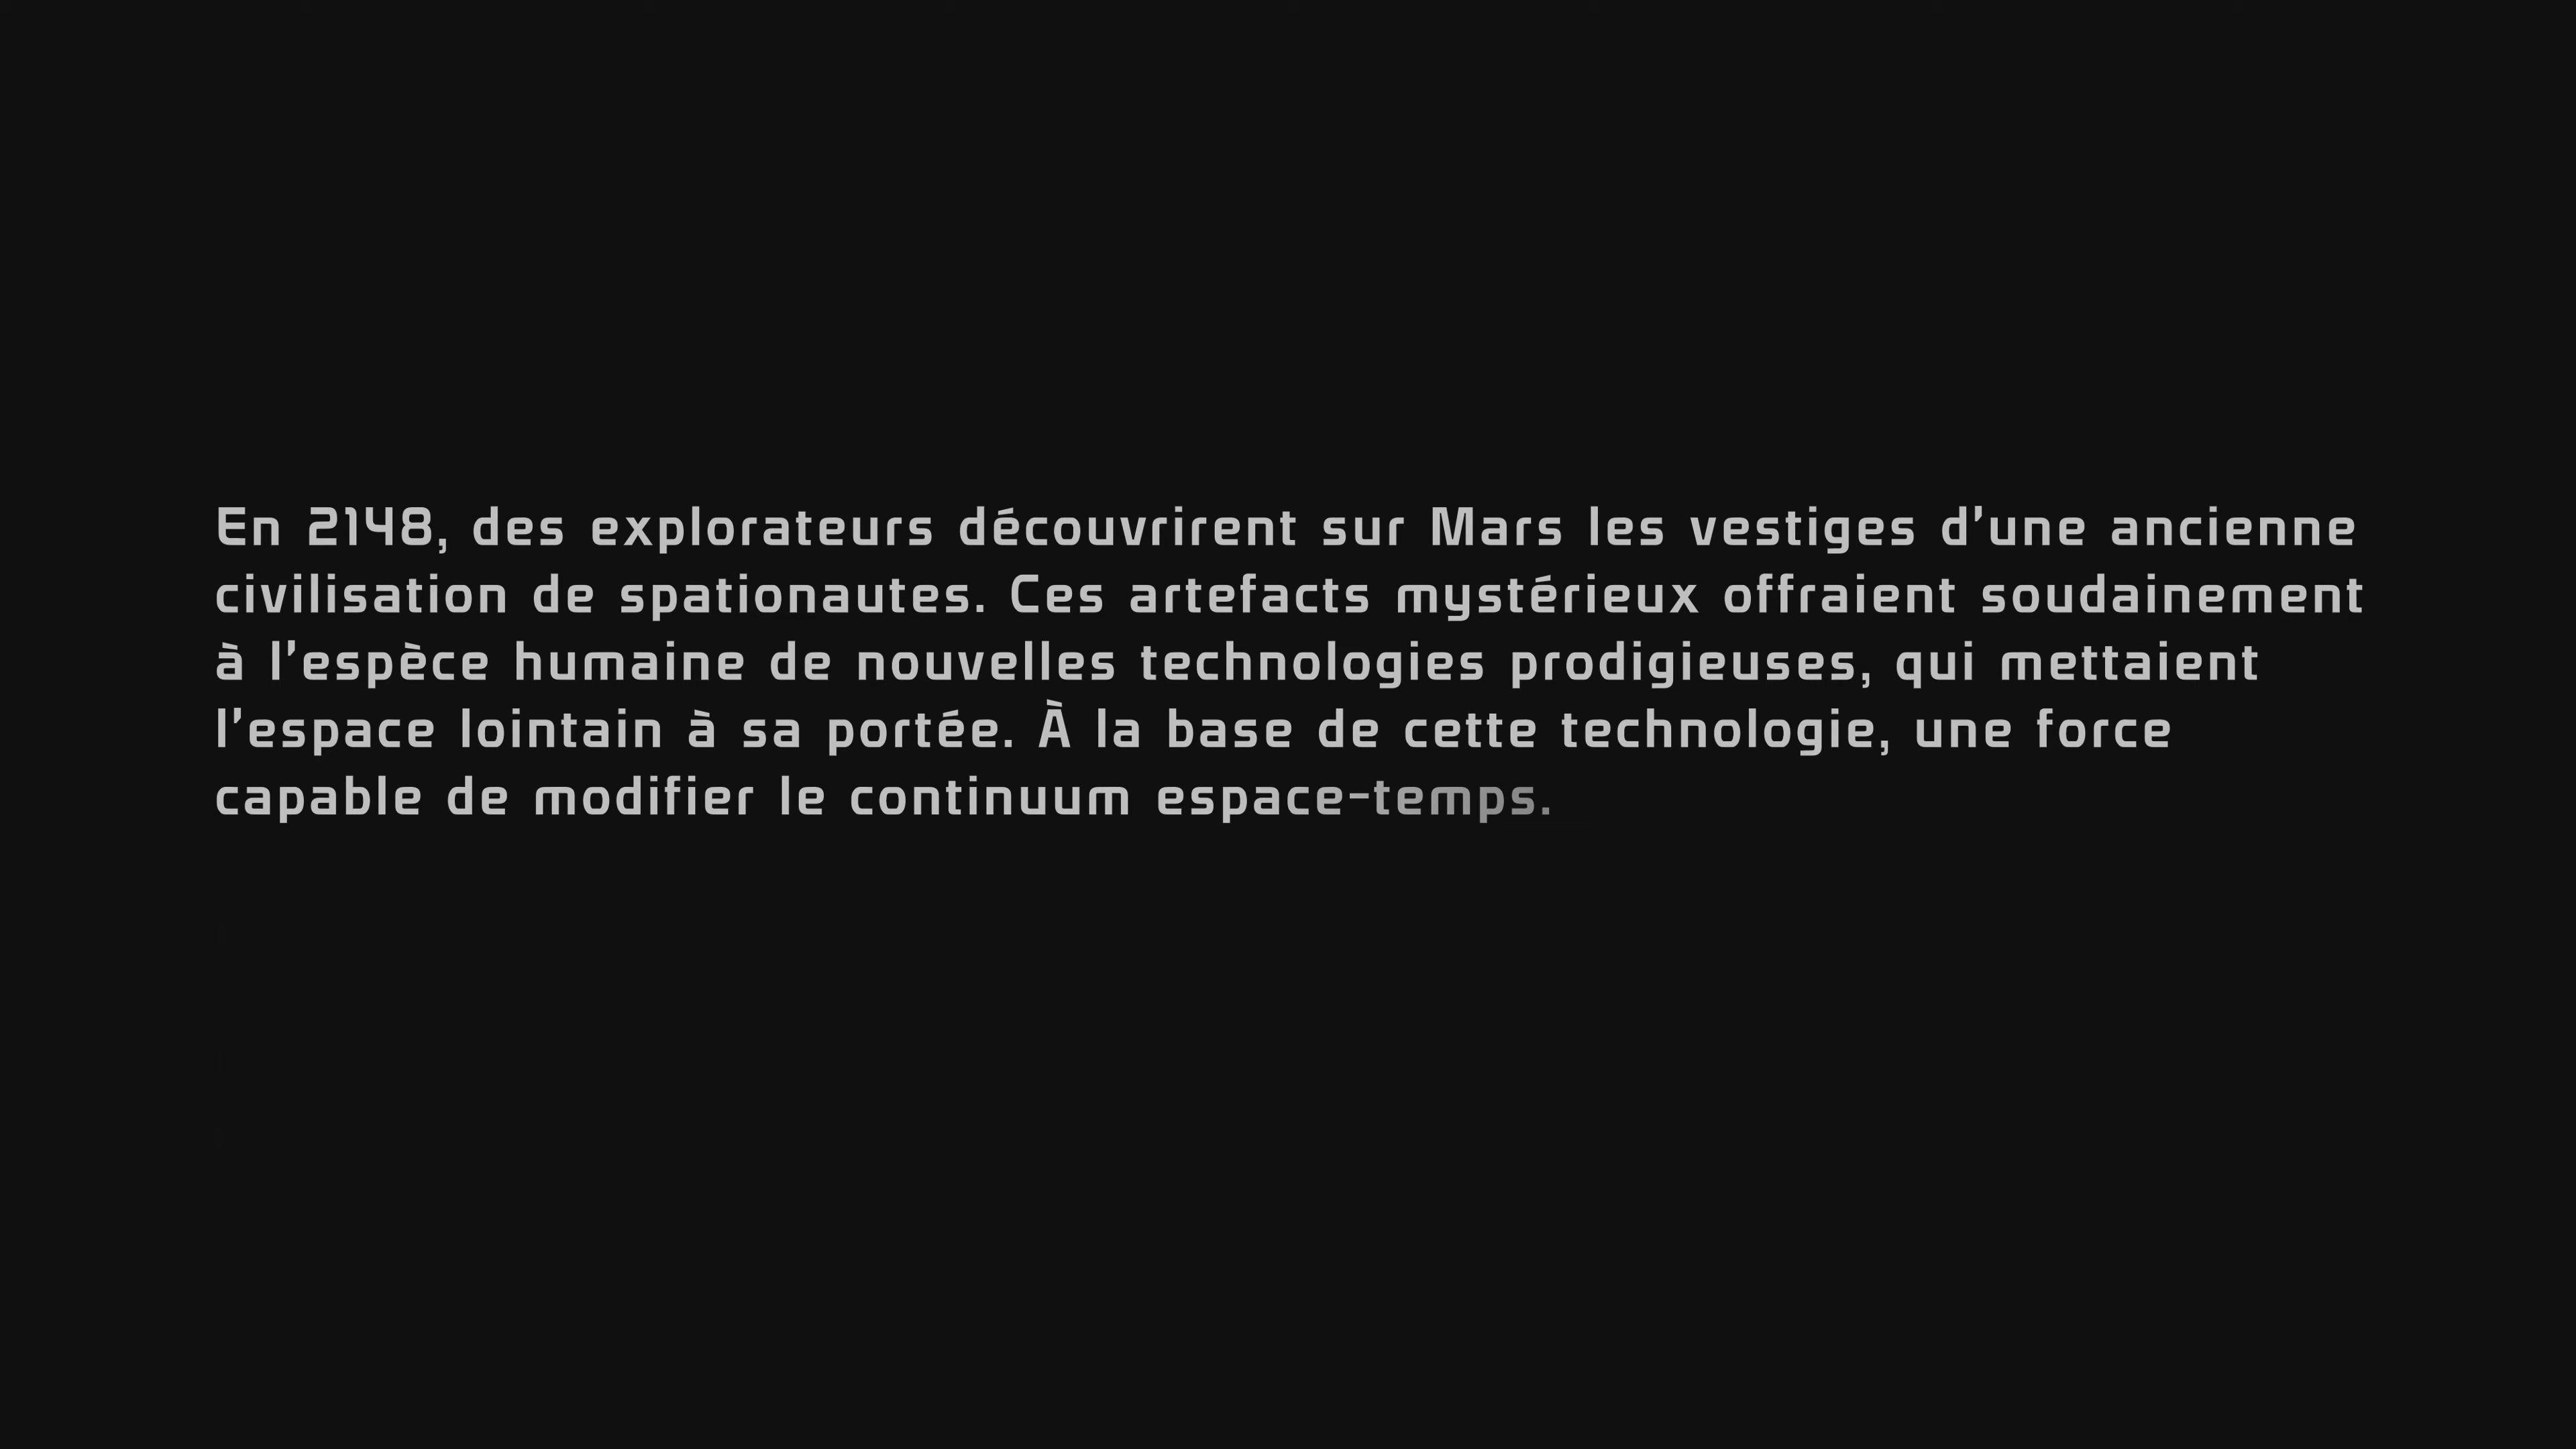 En 2148, des explorateurs découvrirent sur Mars les vestiges d’une ancienne
civilisation de spationautes. Ces artefacts mystérieux offraient soudainement
à l’espèce humaine de nouvelles technologies prodigieuses, qui mettaient
l’espace lointain à sa portée. À la base de cette technologie, une force
capable de modifier le continuum espace-temps.